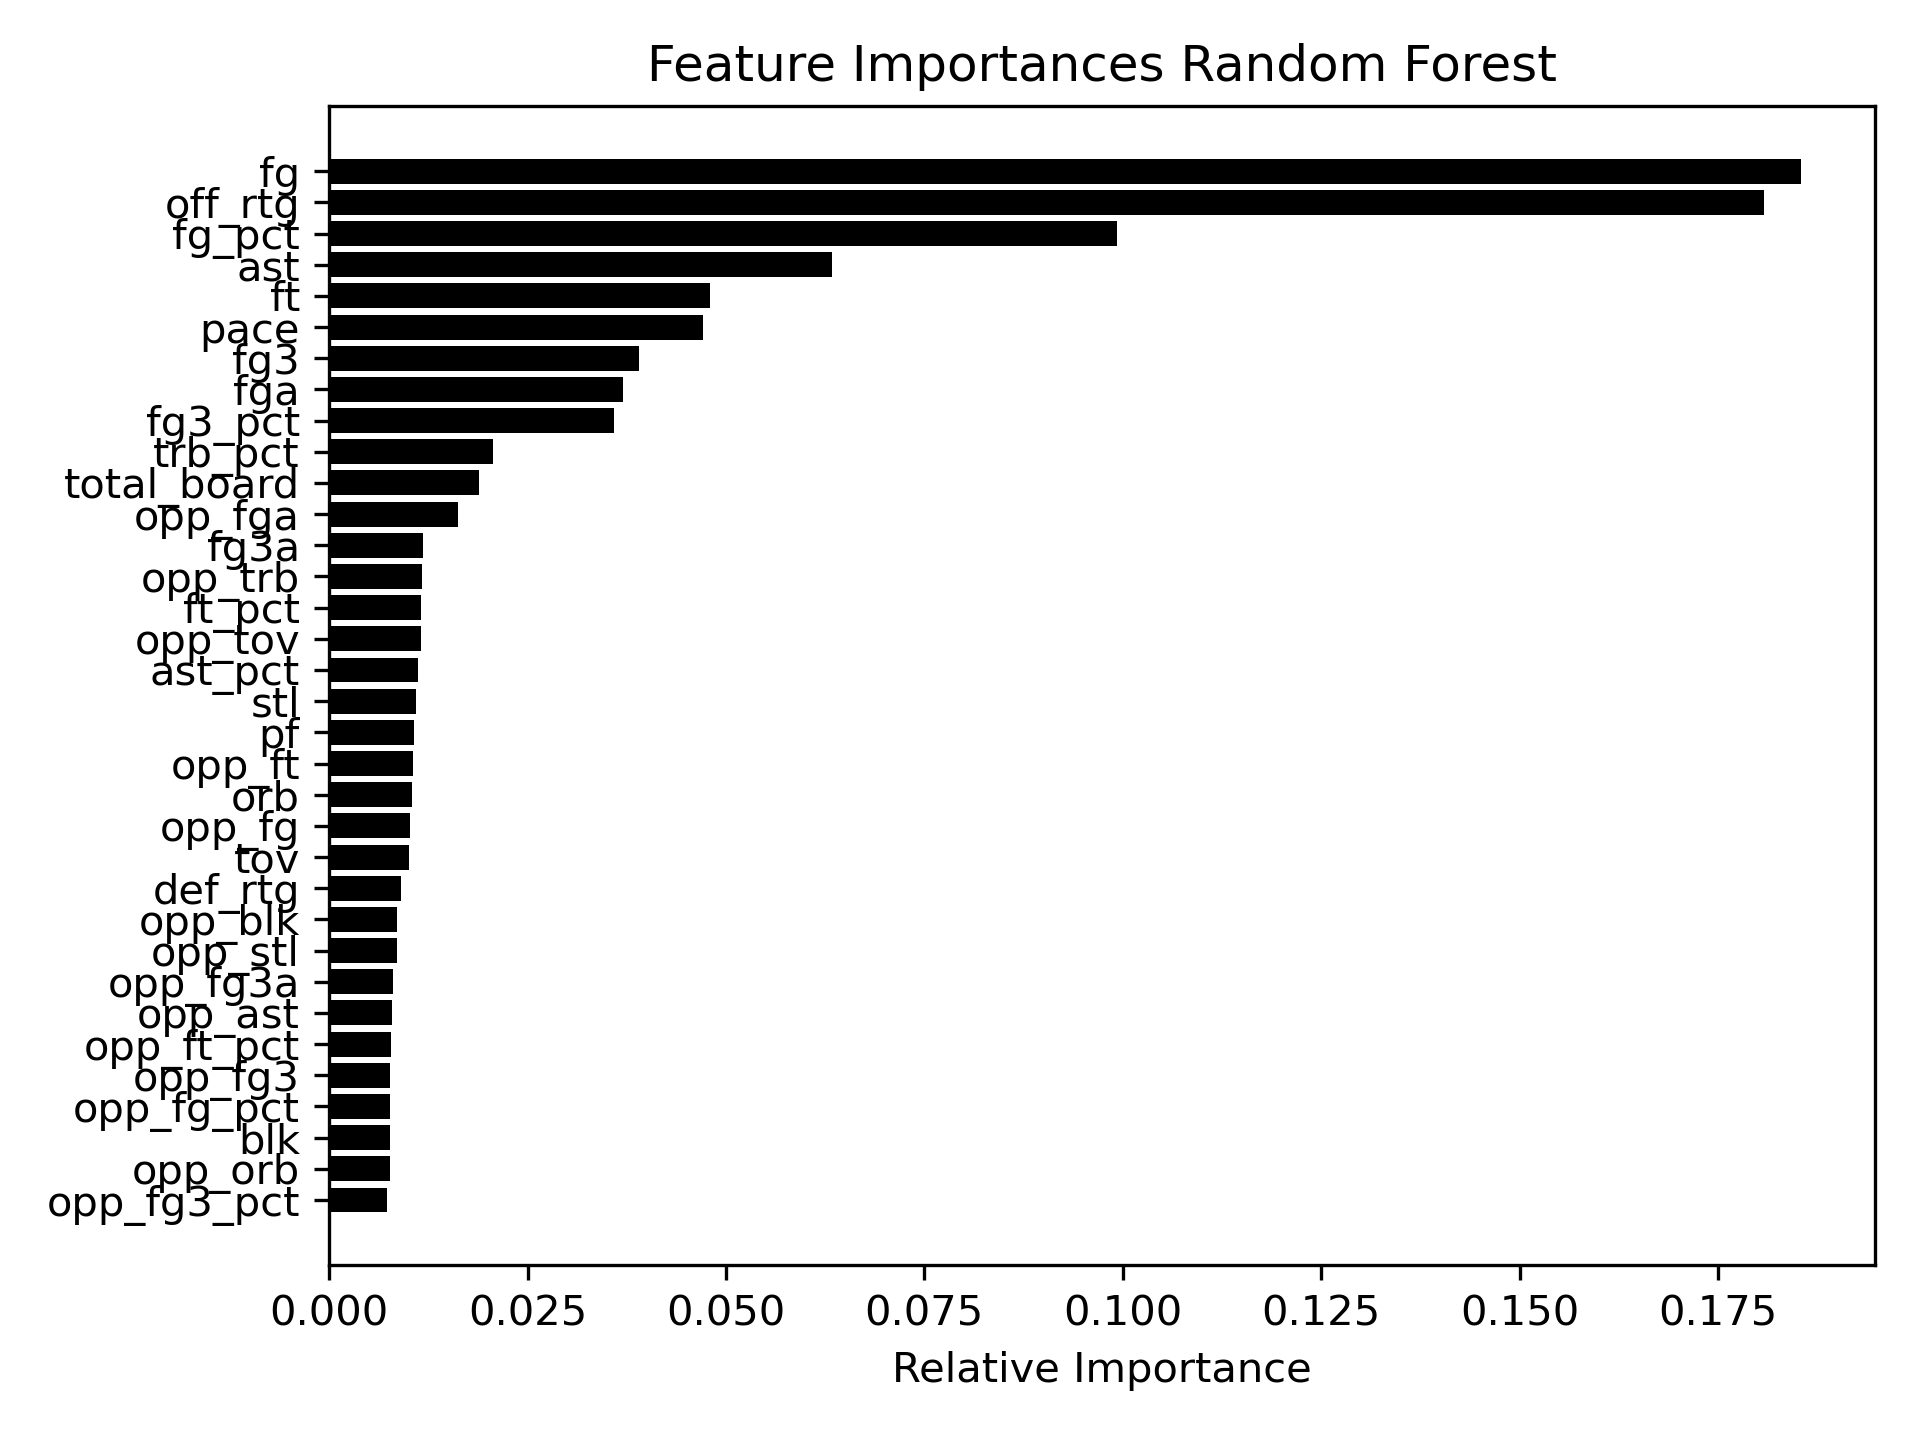 Feature Importances Random Forest
fg
off_rtg
fg_pct
ast
ft
pace
fg3
fga
fg3_pct
trb_pct
total_board
opp_fga
fg3a
opp_trb
ft_pct
opp_tov
ast_pct
stl
pf
opp_ft
orb
opp_fg
tov
def_rtg
opp_blk
opp_stl
opp_fg3a
opp_ast
opp_ft_pct
opp_fg3
opp_fg_pct
blk
opp_orb
opp_fg3_pct
0.000 0.025 0.050 0.075 0.100 0.125 0.150 0.175
Relative Importance